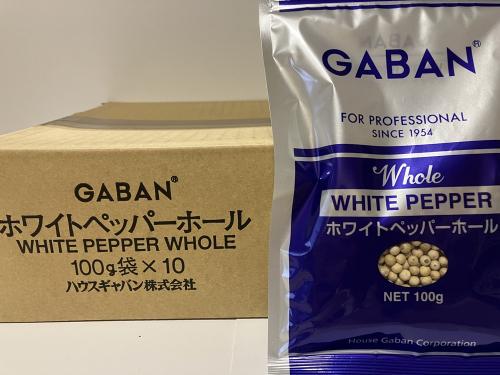 GABAN®
ホワイトペッパーホール
WHITE PEPPER WHOLE
100g袋×10
ハウスギャバン株式会社
GABAN®
FOR PROFESSIONAL
SINCE 1954
Whole
WHITE PEPPER
ホワイトペッパーホール
NET 100g
House Gaban Corporation